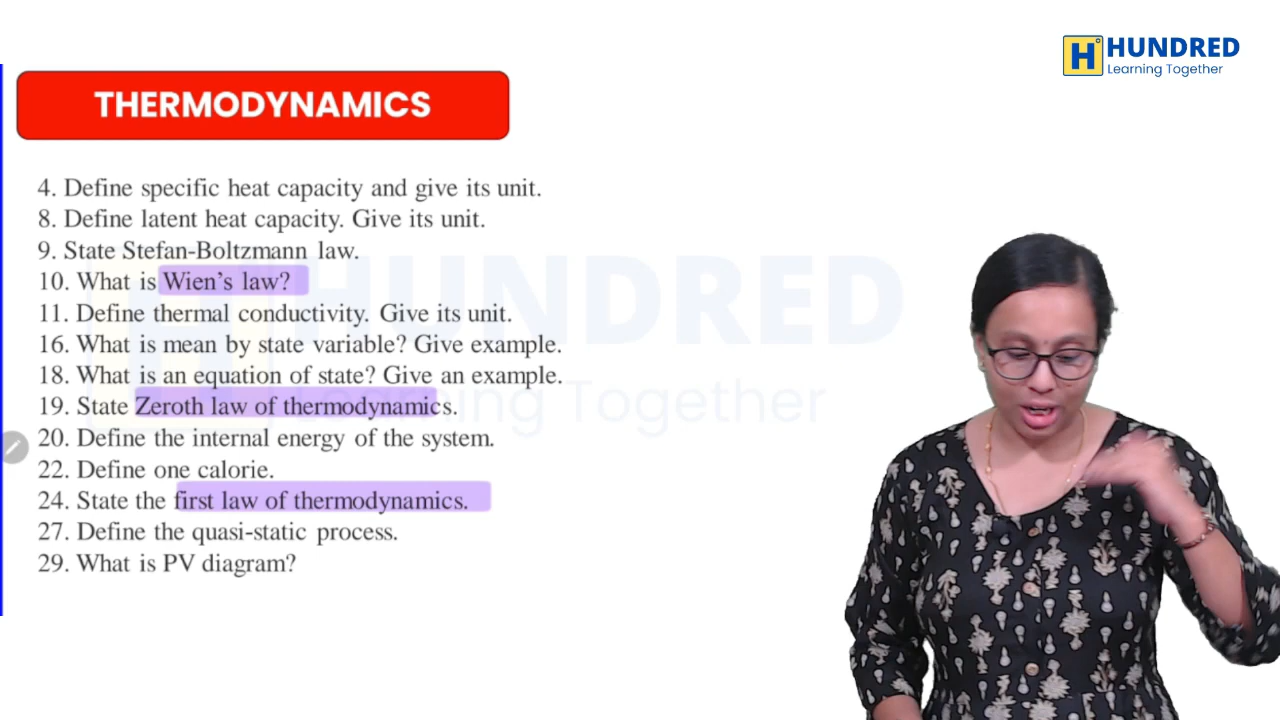 HUNDRED
Learning Together
THERMODYNAMICS
4. Define specific heat capacity and give its unit.
8. Define latent heat capacity. Give its unit.
9. State Stefan-Boltzmann law.
10. What is Wien's law?
11. Define thermal conductivity. Give its unit.
16. What is mean by state variable? Give example.
18. What is an equation of state? Give an example.
19. State Zeroth law of thermodynamics.
20. Define the internal energy of the system.
22. Define one calorie.
24. State the first law of thermodynamics.
27. Define the quasi-static process.
29. What is PV diagram?
HUNDRED
Learning Together